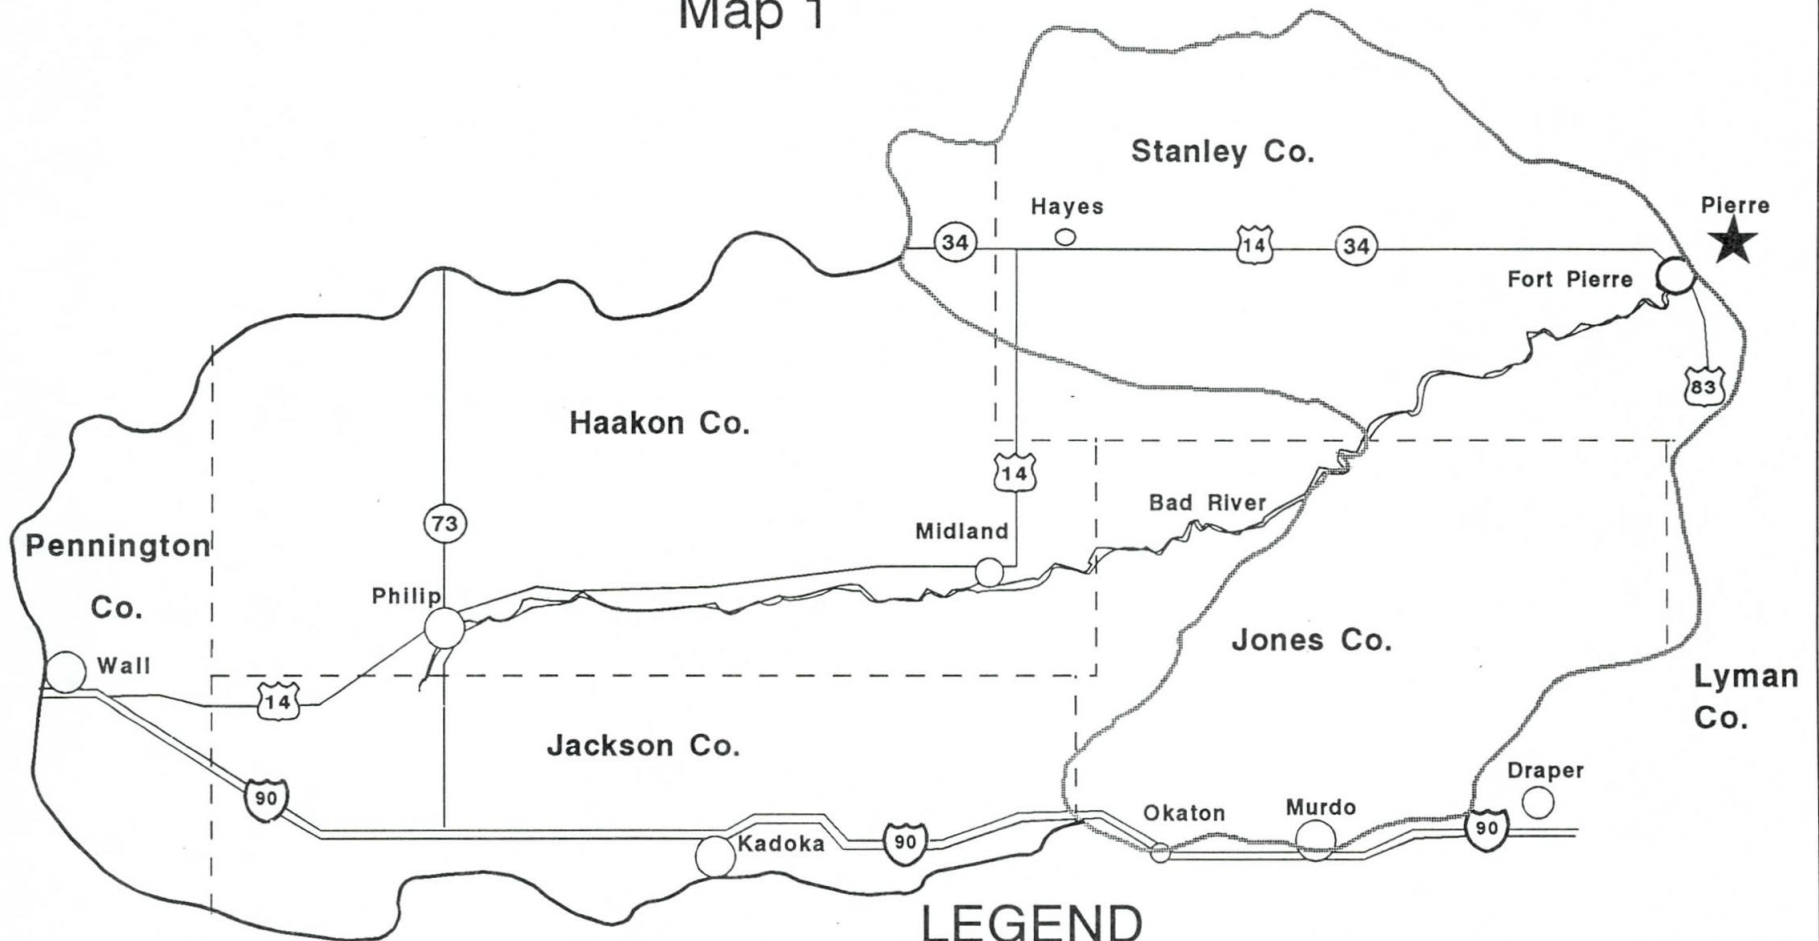 Map 1
Stanley Co.
Hayes
Pierre
34
14
34
Fort Pierre
83
Haakon Co.
14
Bad River
73
Midland
Pennington
Co.
Philip
Wall
Jones Co.
14
Lyman
Co.
Jackson Co.
Draper
90
Okaton
Murdo
90
Kadoka
90
LEGEND